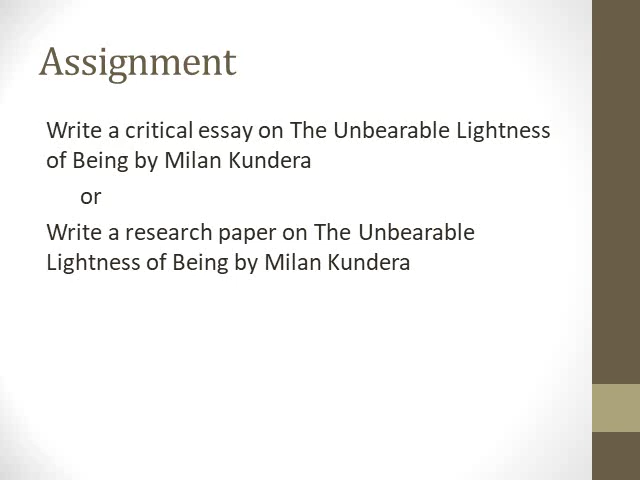 Assignment
Write a critical essay on The Unbearable Lightness
of Being by Milan Kundera
or
Write a research paper on The Unbearable
Lightness of Being by Milan Kundera